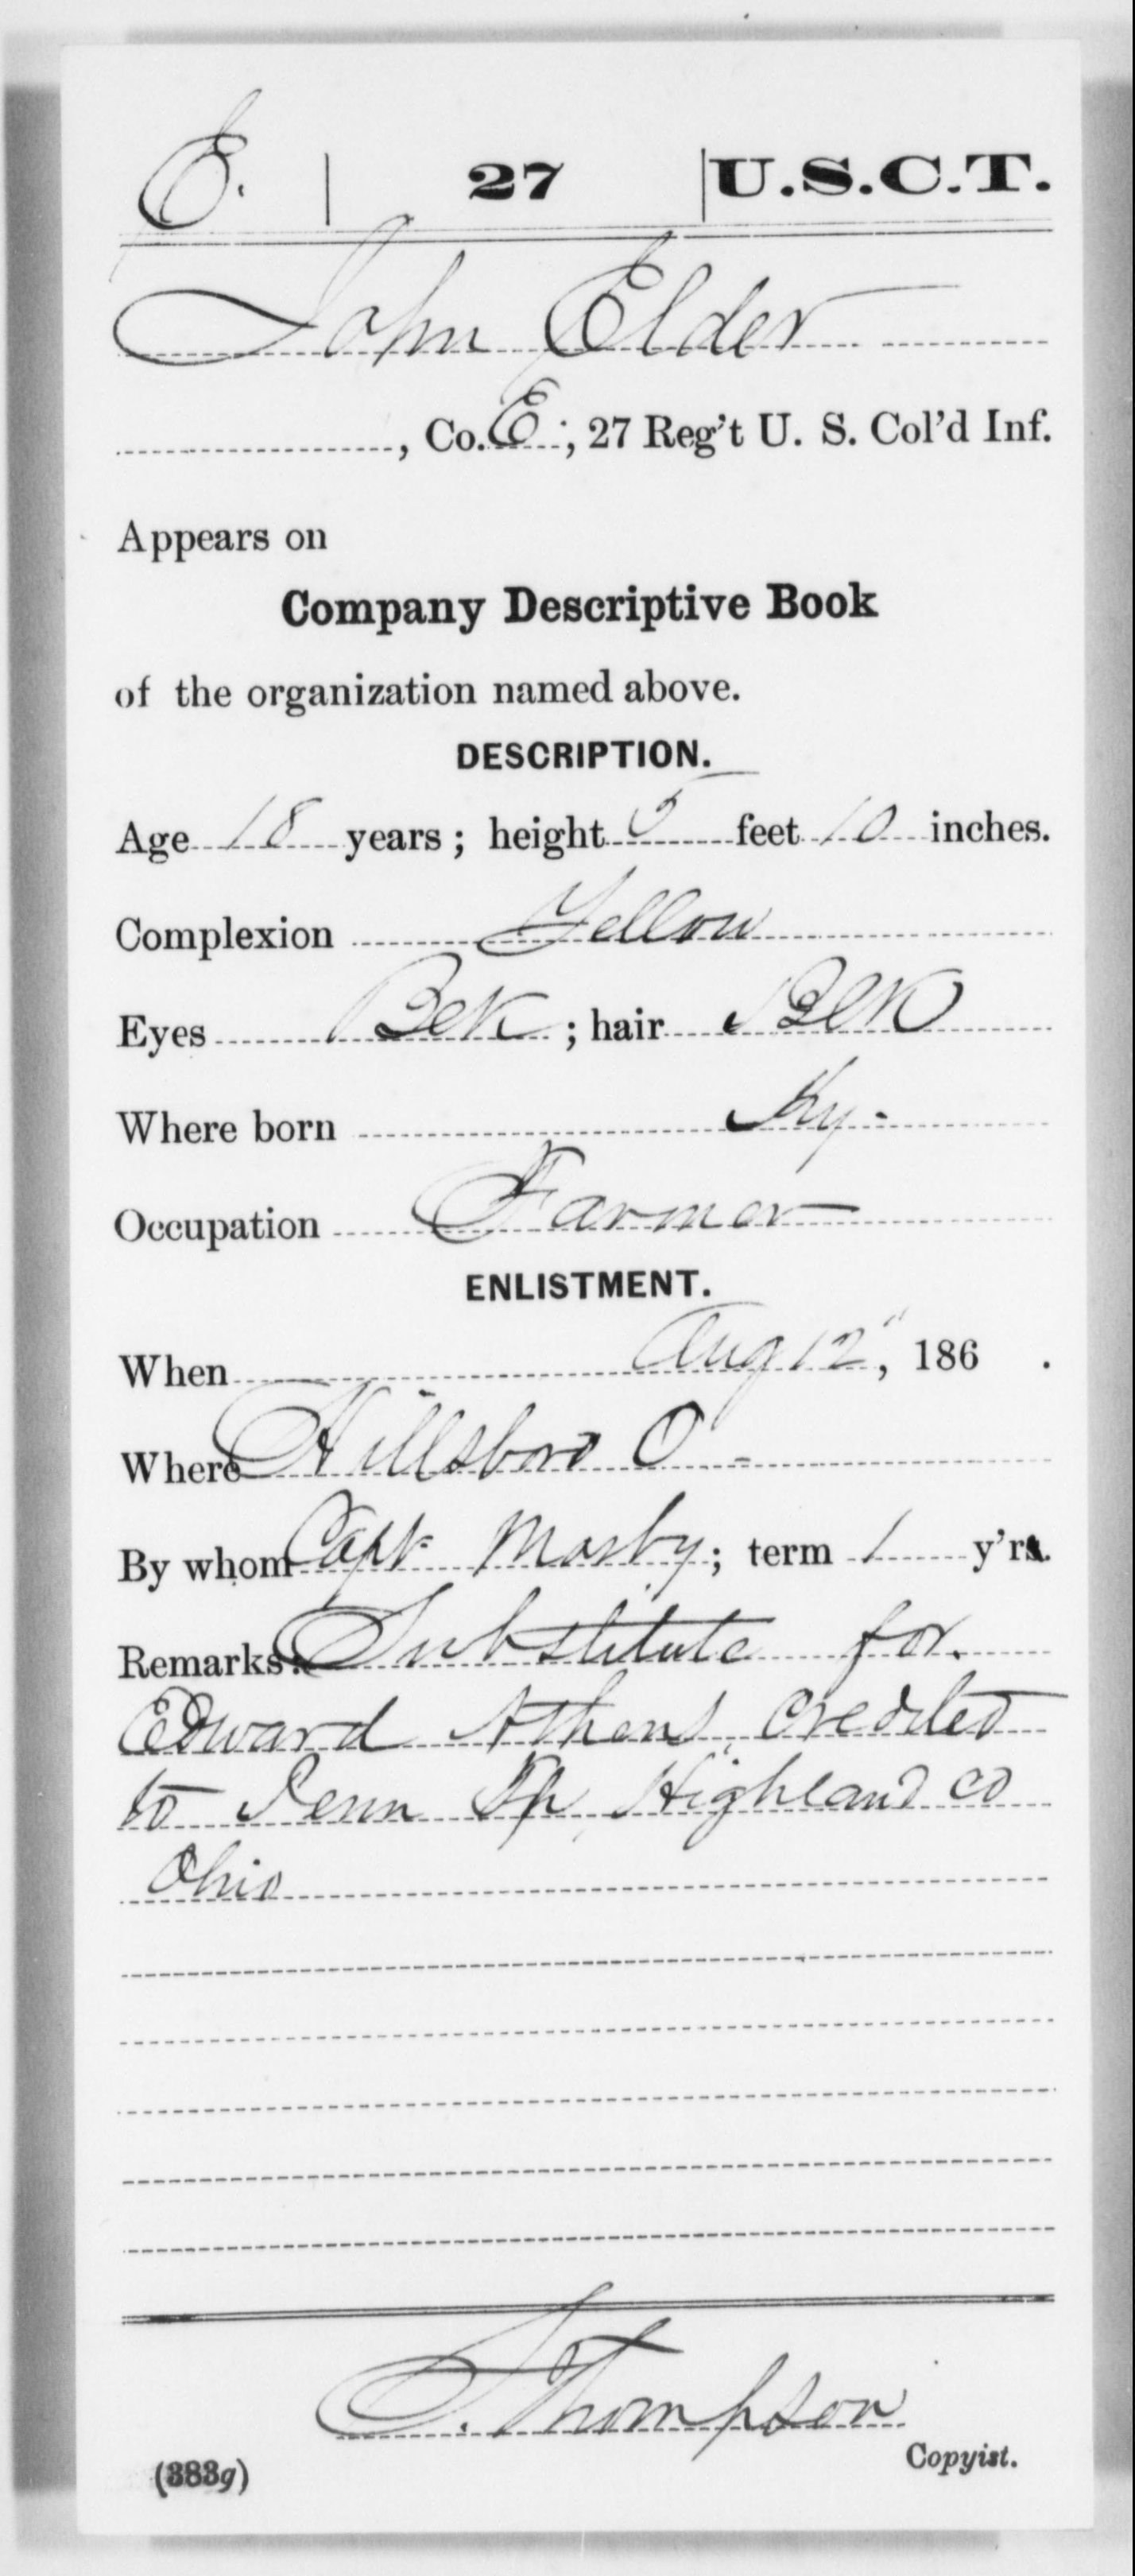 E. | 27 | U.S.C.T.
John Elder
, Co. E ; 27 Reg't U. S. Col'd Inf.
Appears on
Company Descriptive Book
of the organization named above.
DESCRIPTION.
Age 18 years ; height 5 feet 10 inches.
Complexion Yellow
Eyes Blk ; hair Blk
Where born Ky.
Occupation Farmer
ENLISTMENT.
When Aug 12", 186 .
Where Hillsboro O -
By whom Capt Marby ; term 1 y'rs.
Remarks: Substitute for.
Edward Athens, credited
to Penn Tp, Highland co
Ohio
S. Thompson
Copyist.
(383g)